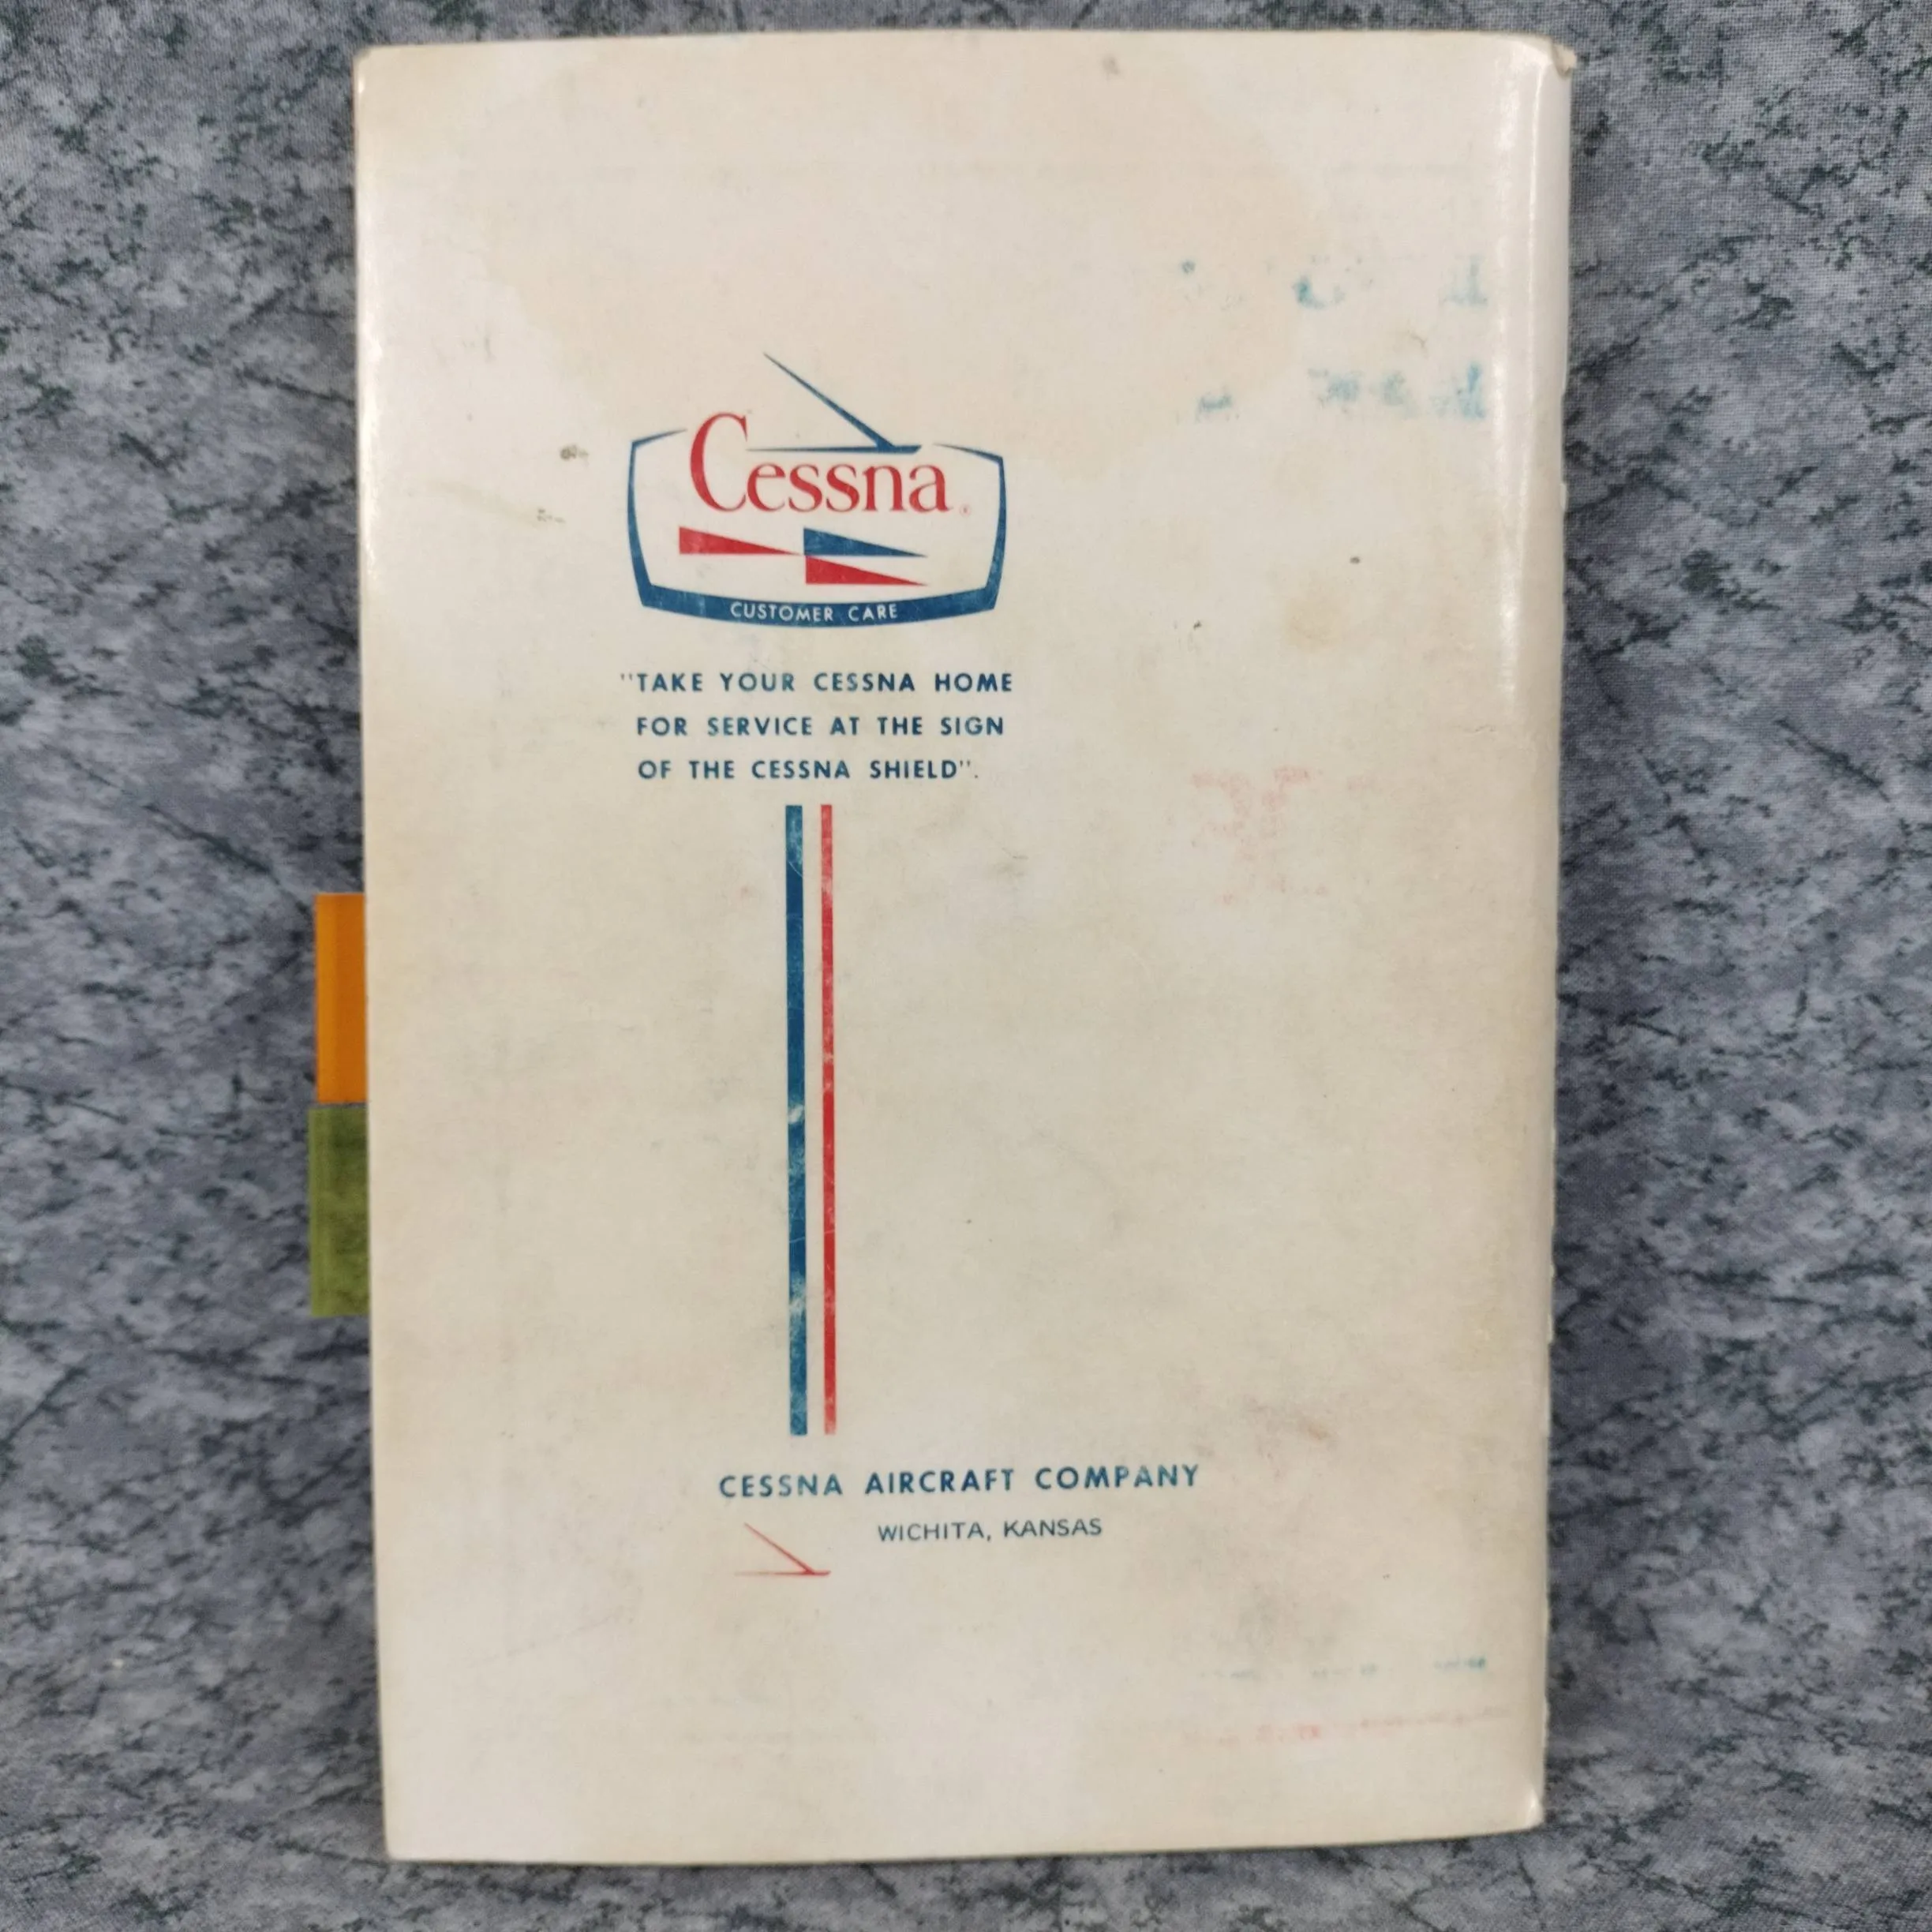 Cessna®
CUSTOMER CARE
"TAKE YOUR CESSNA HOME
FOR SERVICE AT THE SIGN
OF THE CESSNA SHIELD".
CESSNA AIRCRAFT COMPANY
WICHITA, KANSAS